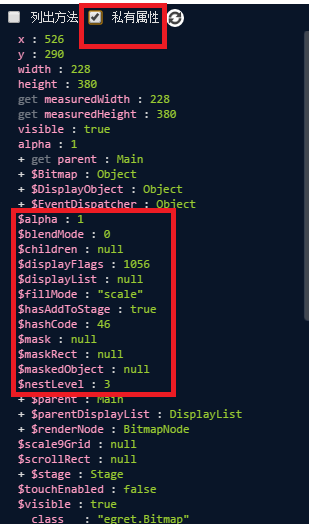 列出方法 私有属性
x : 526
y : 290
width : 228
height : 380
get measuredWidth : 228
get measuredHeight : 380
visible : true
alpha : 1
+ get parent : Main
+ $Bitmap : Object
+ $DisplayObject : Object
+ $EventDispatcher : Object
$alpha : 1
$blendMode : 0
$children : null
$displayFlags : 1056
$displayList : null
$fillMode : "scale"
$hasAddToStage : true
$hashCode : 46
$mask : null
$maskRect : null
$maskedObject : null
$nestLevel : 3
+ $parent : Main
+ $parentDisplayList : DisplayList
+ $renderNode : BitmapNode
$scale9Grid : null
$scrollRect : null
+ $stage : Stage
$touchEnabled : false
$visible : true
__class__ : "egret.Bitmap"